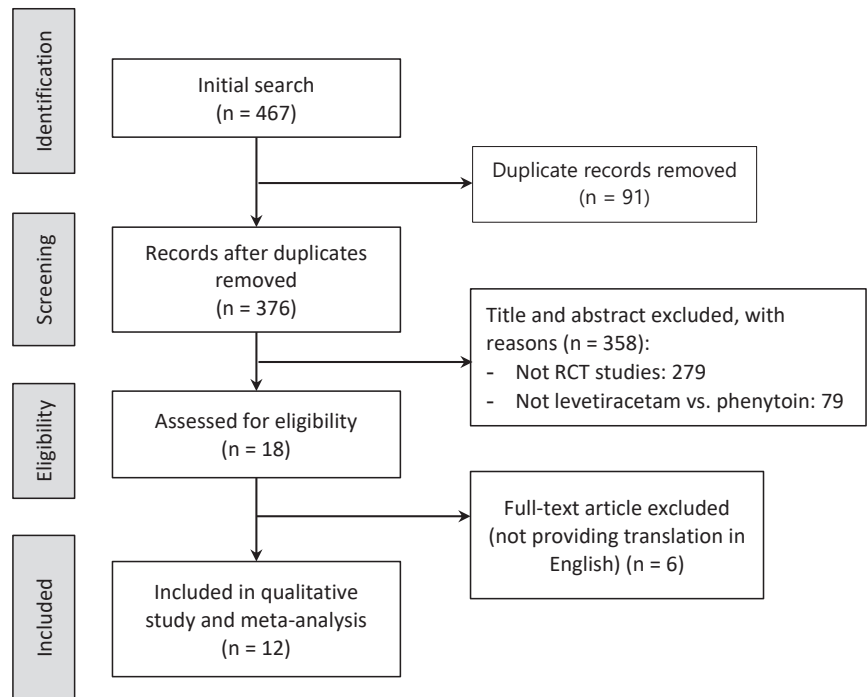 Identification
Initial search
(n = 467)
Duplicate records removed
(n = 91)
Screening
Records after duplicates
removed
(n = 376)
Title and abstract excluded, with
reasons (n = 358):
- Not RCT studies: 279
- Not levetiracetam vs. phenytoin: 79
Eligibility
Assessed for eligibility
(n = 18)
Full-text article excluded
(not providing translation in
English) (n = 6)
Included
Included in qualitative
study and meta-analysis
(n = 12)